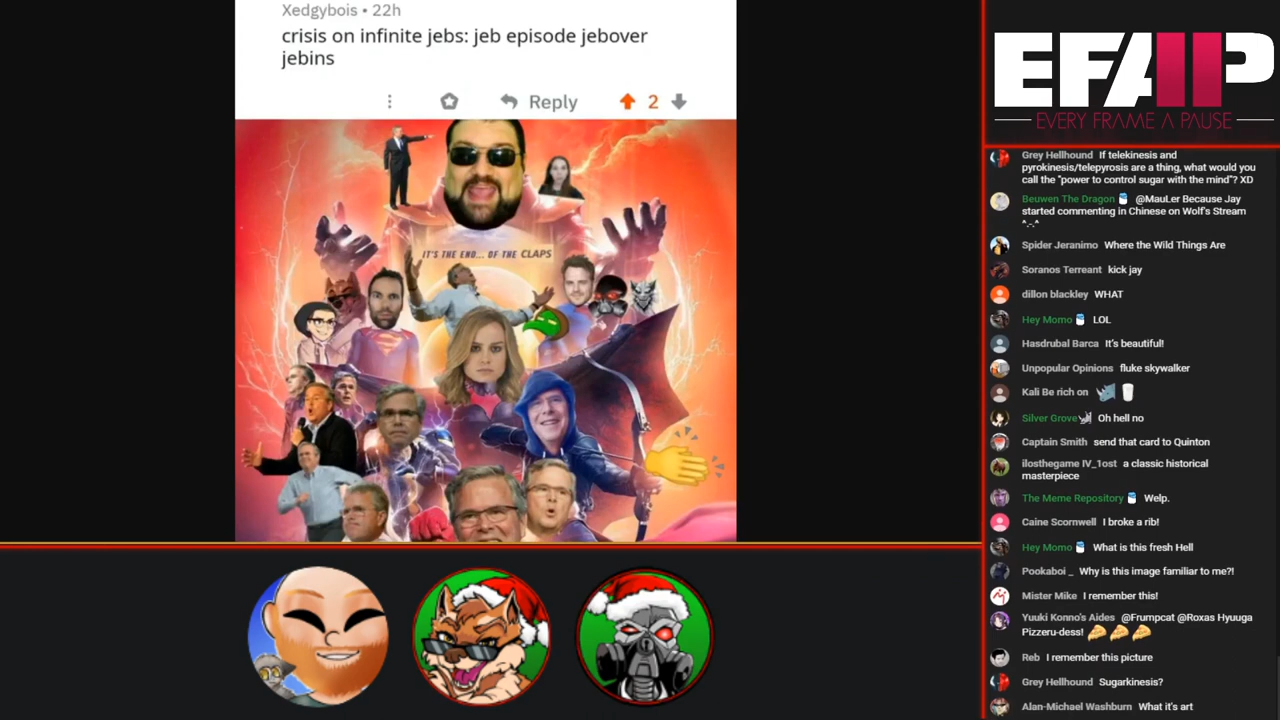 Xedgybois • 22h
crisis on infinite jebs: jeb episode jebover
jebins
Reply
2
IT'S THE END... OF THE CLAPS
EFAP
EVERY FRAME A PAUSE
Grey Hellhound If telekinesis and
pyrokinesis/telepyrosis are a thing, what would you
call the "power to control sugar with the mind"? XD
Beuwen The Dragon @MauLer Because Jay
started commenting in Chinese on Wolf's Stream
^-.-^
Spider Jeranimo Where the Wild Things Are
Soranos Terreant kick jay
dillon blackley WHAT
Hey Momo LOL
Hasdrubal Barca It's beautiful!
Unpopular Opinions fluke skywalker
Kali Be rich on
Silver Grove Oh hell no
Captain Smith send that card to Quinton
ilosthegame IV_1ost a classic historical
masterpiece
The Meme Repository Welp.
Caine Scornwell I broke a rib!
Hey Momo What is this fresh Hell
Pookaboi _ Why is this image familiar to me?!
Mister Mike I remember this!
Yuuki Konno's Aides @Frumpcat @Roxas Hyuuga
Pizzeru-dess!
Reb I remember this picture
Grey Hellhound Sugarkinesis?
Alan-Michael Washburn What it's art